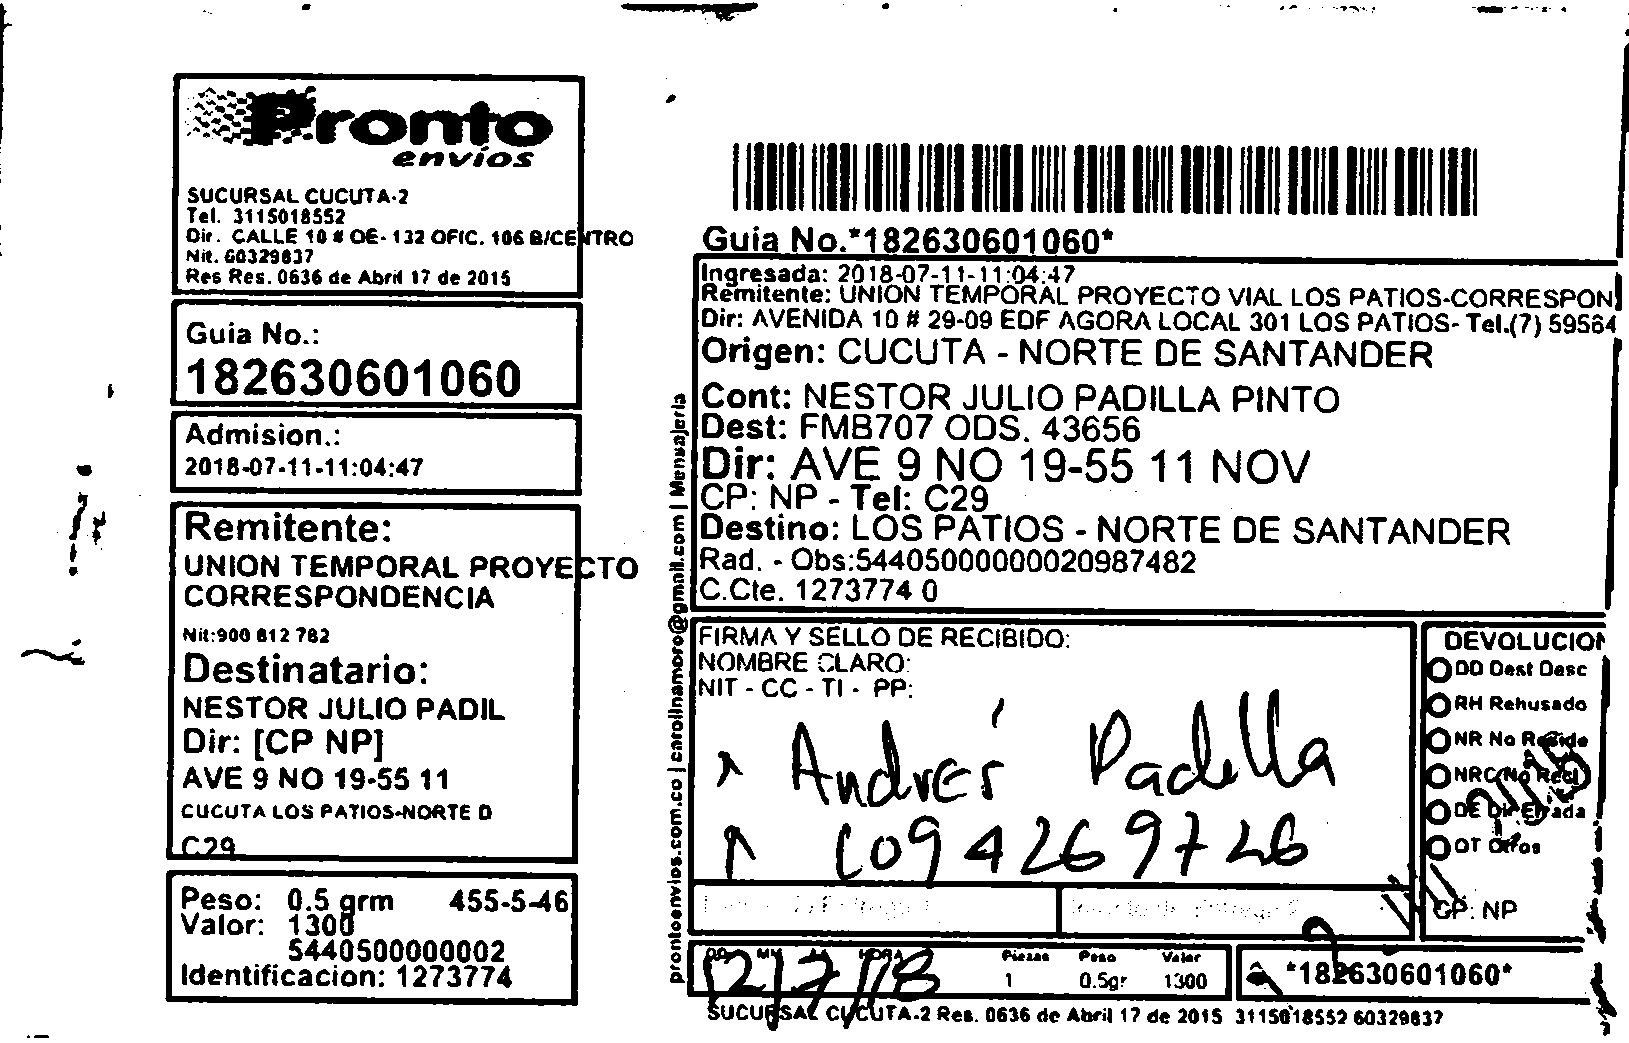 Pronto
envíos
SUCURSAL CUCUTA-2
Tel. 3115018552
Dir. CALLE 10 # OE- 132 OFIC. 106 B/CENTRO
Nit. 60329837
Res Res. 0636 de Abril 17 de 2015
Guia No.:
182630601060
Admision.:
2018-07-11-11:04:47
Remitente:
UNION TEMPORAL PROYECTO
CORRESPONDENCIA
Nit:900 812 782
Destinatario:
NESTOR JULIO PADIL
Dir: [CP NP]
AVE 9 NO 19-55 11
CUCUTA LOS PATIOS-NORTE D
C29
Peso: 0.5 grm 455-5-46
Valor: 1300
5440500000002
Identificacion: 1273774
prontoenvios.com.co | carolinamoro@gmail.com | Mensajeria
Guia No.*182630601060*
Ingresada: 2018-07-11-11:04:47
Remitente: UNION TEMPORAL PROYECTO VIAL LOS PATIOS-CORRESPON
Dir: AVENIDA 10 # 29-09 EDF AGORA LOCAL 301 LOS PATIOS- Tel.(7) 59564
Origen: CUCUTA - NORTE DE SANTANDER
Cont: NESTOR JULIO PADILLA PINTO
Dest: FMB707 ODS. 43656
Dir: AVE 9 NO 19-55 11 NOV
CP: NP - Tel: C29
Destino: LOS PATIOS - NORTE DE SANTANDER
Rad. - Obs:54405000000020987482
C.Cte. 1273774 0
FIRMA Y SELLO DE RECIBIDO:
NOMBRE CLARO:
NIT - CC - TI - PP:
Andrés Padilla
1094269726
DEVOLUCION
DD Dest Desc
RH Rehusado
NR No Reside
NRC No Recl
DE Dir Errada
OT Otros
CP: NP
DD MM AA HORA
12/7/18
Piezas Peso Valor
1 0.5gr 1300
*182630601060*
SUCURSAL CUCUTA-2 Res. 0636 de Abril 17 de 2015 3115018552 60329837